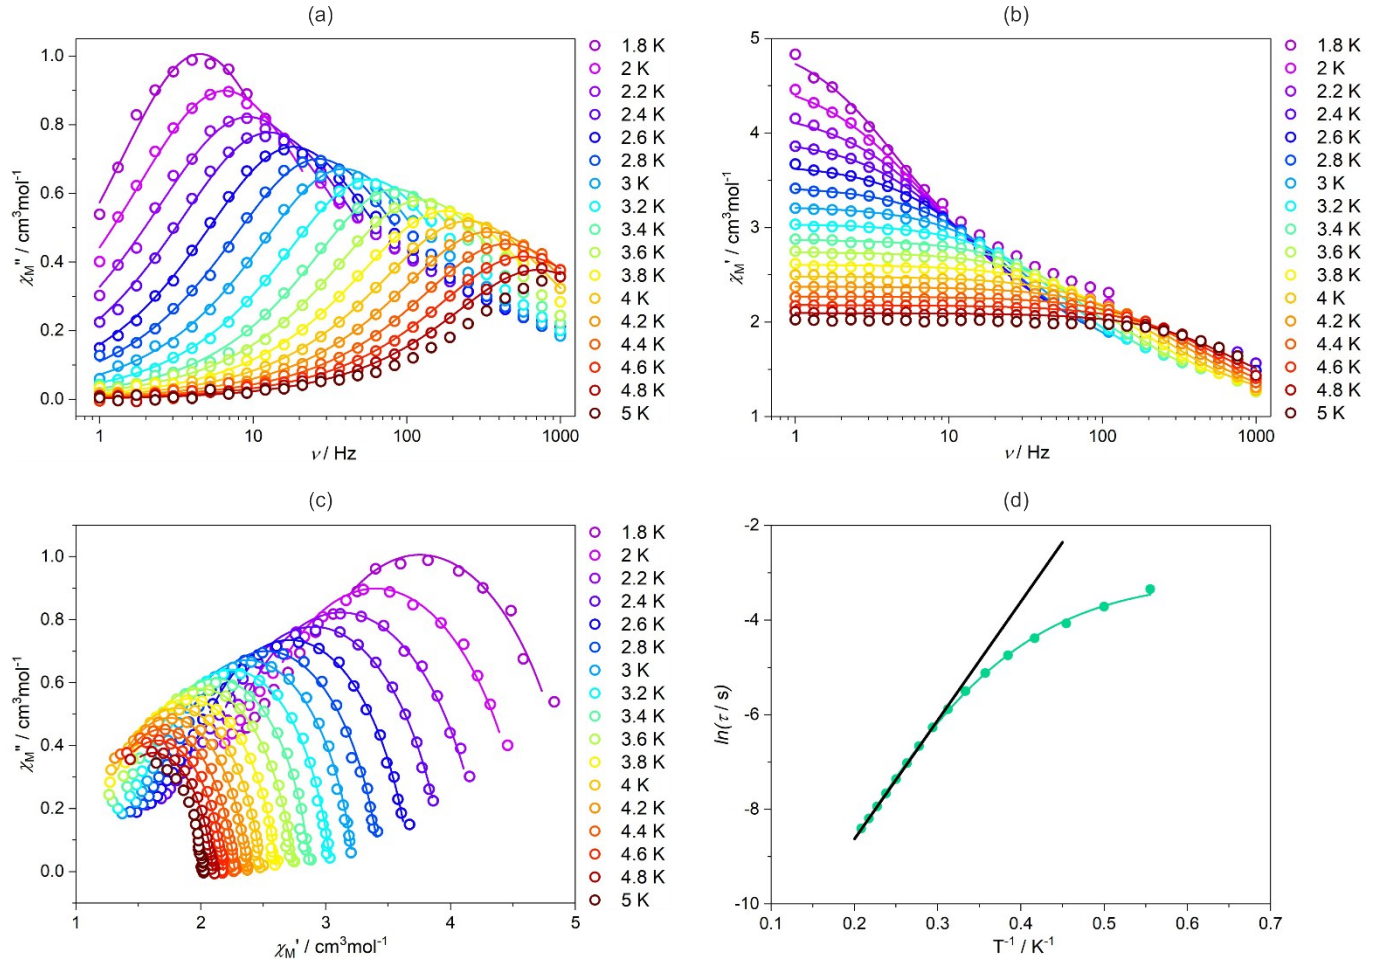 (a)
1.0
0.8
0.6
0.4
0.2
0.0
χM'' / cm³mol⁻¹
1
10
100
1000
ν / Hz
1.8 K
2 K
2.2 K
2.4 K
2.6 K
2.8 K
3 K
3.2 K
3.4 K
3.6 K
3.8 K
4 K
4.2 K
4.4 K
4.6 K
4.8 K
5 K
(b)
5
4
3
2
1
χM' / cm³mol⁻¹
1
10
100
1000
ν / Hz
1.8 K
2 K
2.2 K
2.4 K
2.6 K
2.8 K
3 K
3.2 K
3.4 K
3.6 K
3.8 K
4 K
4.2 K
4.4 K
4.6 K
4.8 K
5 K
(c)
1.0
0.8
0.6
0.4
0.2
0.0
χM'' / cm³mol⁻¹
1
2
3
4
5
χM' / cm³mol⁻¹
1.8 K
2 K
2.2 K
2.4 K
2.6 K
2.8 K
3 K
3.2 K
3.4 K
3.6 K
3.8 K
4 K
4.2 K
4.4 K
4.6 K
4.8 K
5 K
(d)
-2
-4
-6
-8
-10
ln(τ / s)
0.1
0.2
0.3
0.4
0.5
0.6
0.7
T⁻¹ / K⁻¹